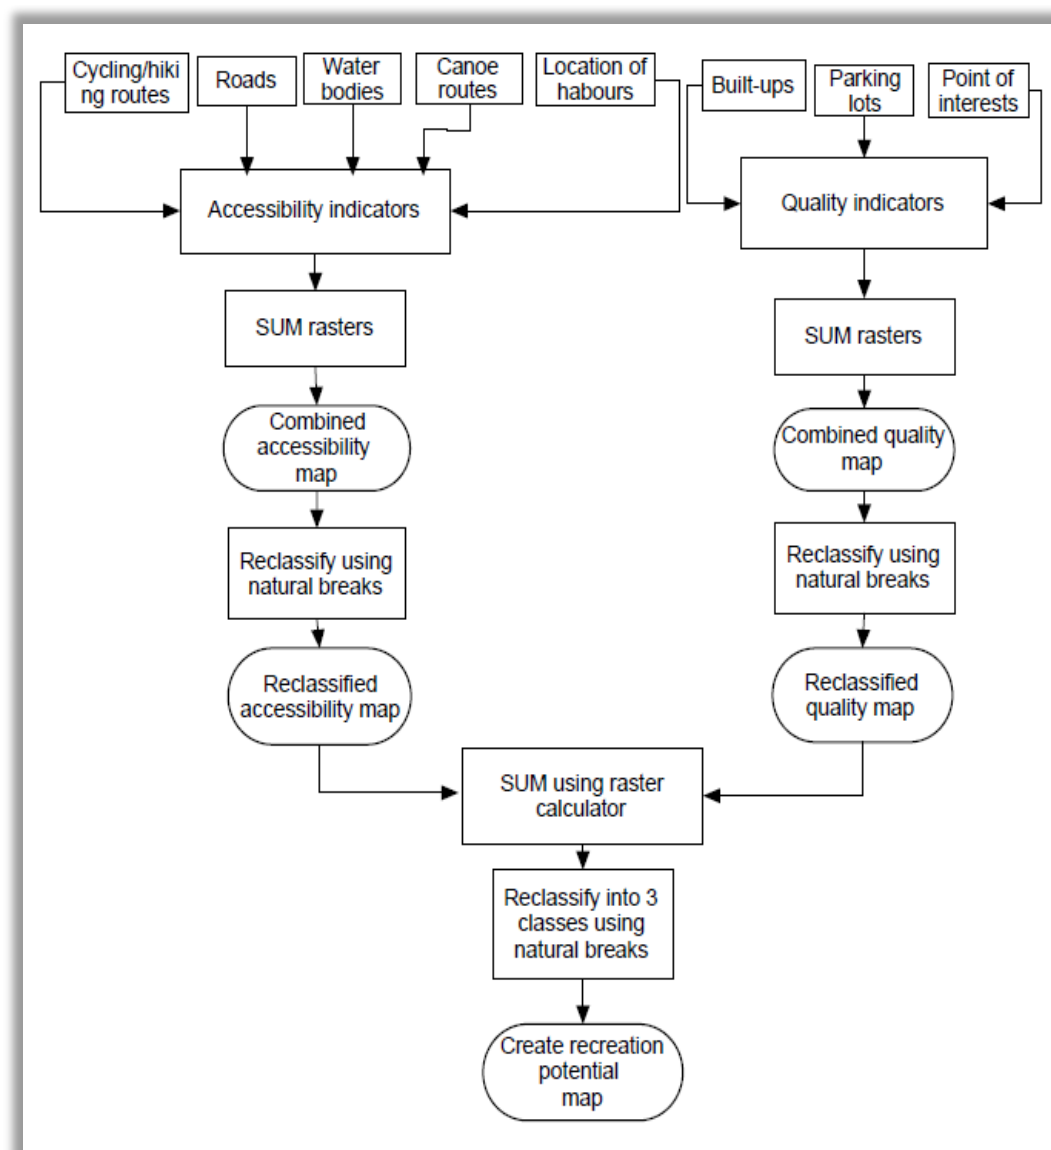 Cycling/hiki
ng routes
Roads
Water
bodies
Canoe
routes
Location of
habours
Built-ups
Parking
lots
Point of
interests
Accessibility indicators
Quality indicators
SUM rasters
SUM rasters
Combined
accessibility
map
Combined quality
map
Reclassify using
natural breaks
Reclassify using
natural breaks
Reclassified
accessibility map
Reclassified
quality map
SUM using raster
calculator
Reclassify into 3
classes using
natural breaks
Create recreation
potential
map